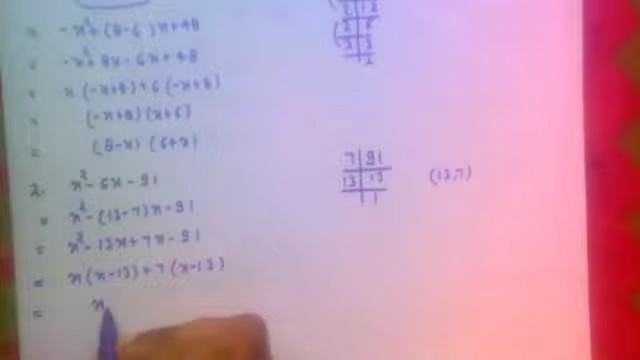 = -x²+(8-6)x+48
= -x²+8x-6x+48
= x(-x+8)+6(-x+8)
= (-x+8)(x+6)
= (8-x)(6+x)
2. x²-6x-91
= x²-(13-7)x-91
= x²-13x+7x-91
= x(x-13)+7(x-13)
= x
7 | 91
13 | 13
1
(13,7)